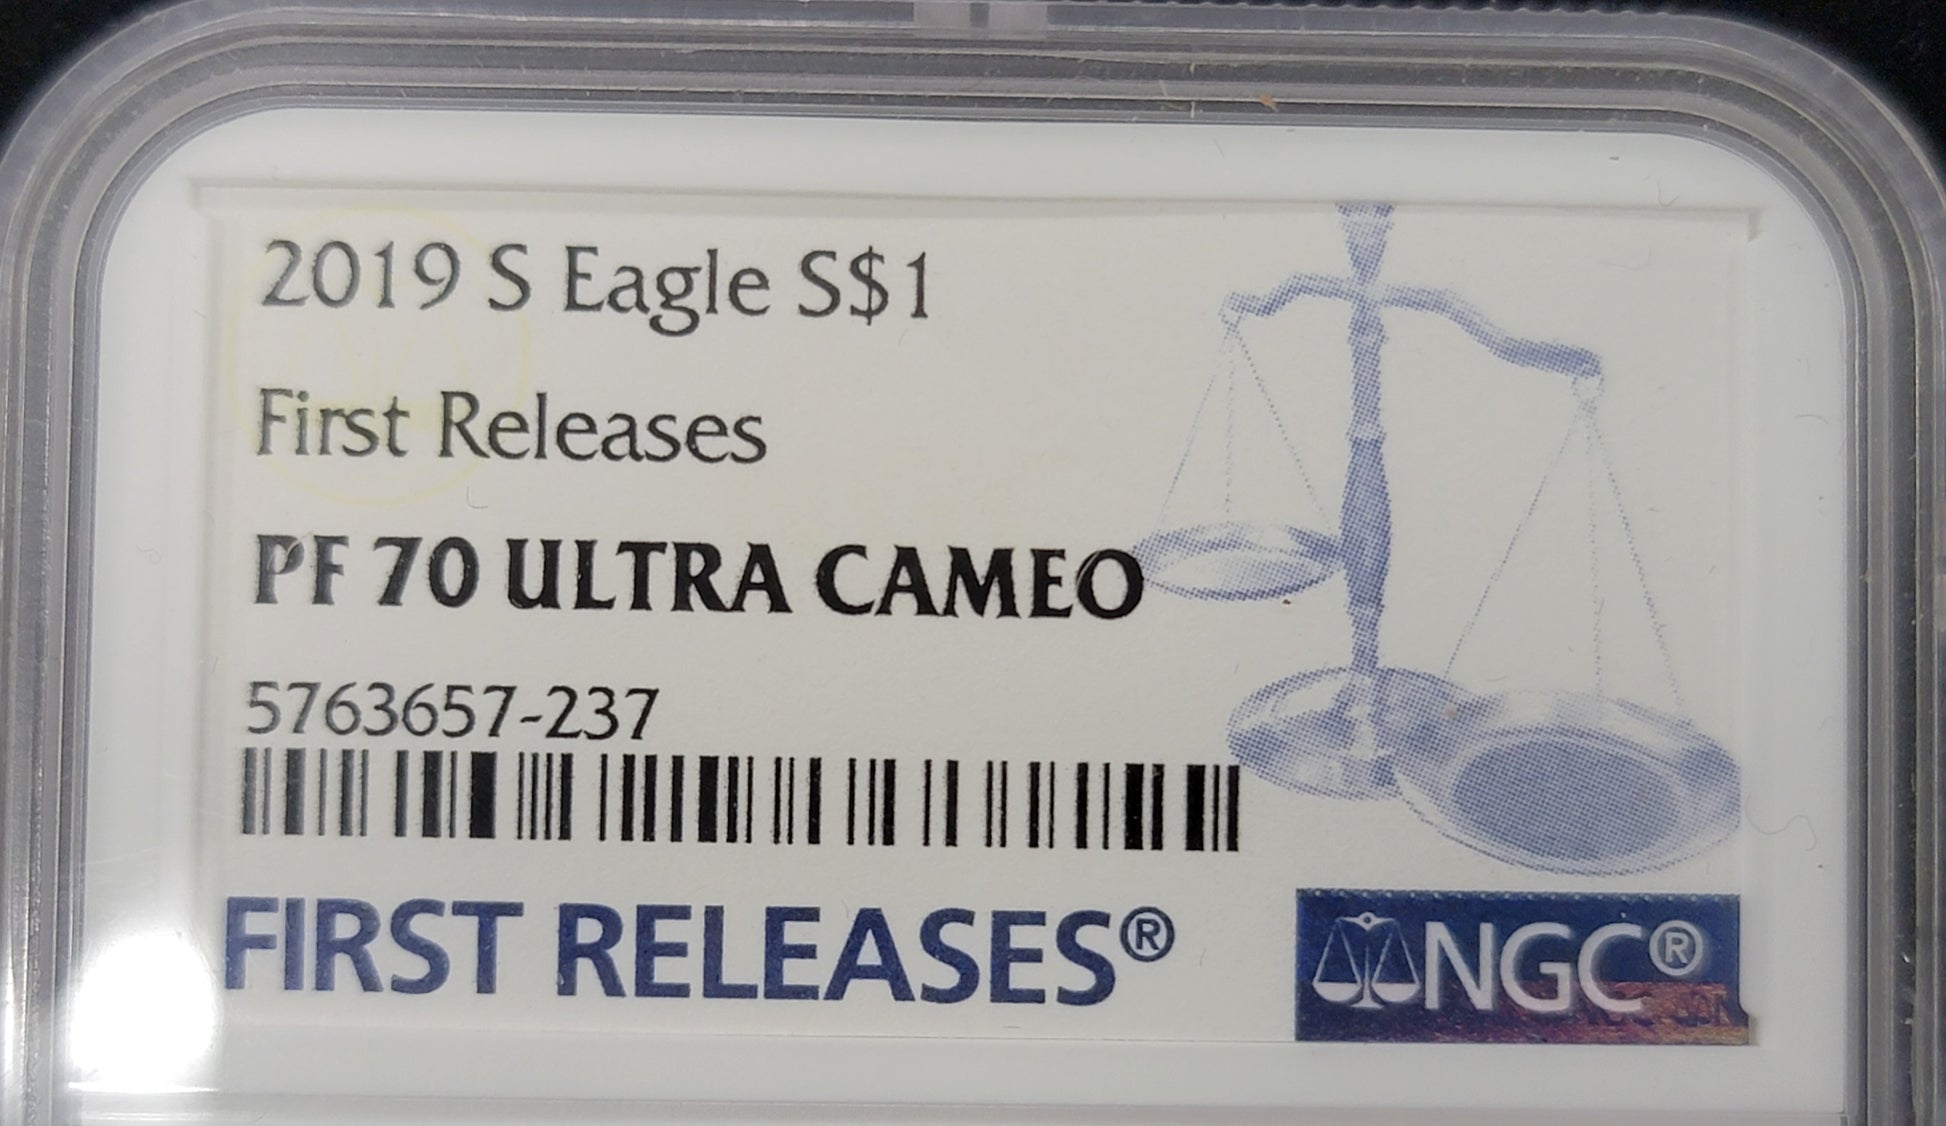 2019 S Eagle S$1
First Releases
PF 70 ULTRA CAMEO
5763657-237
FIRST RELEASES®
NGC®